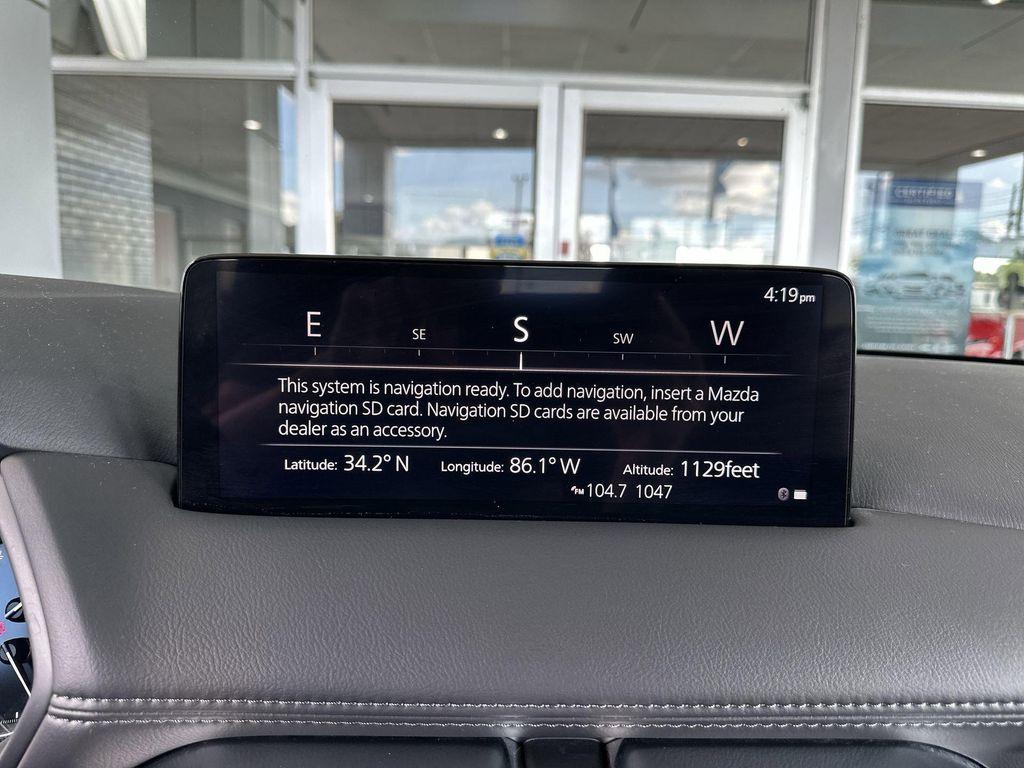 CERTIFIED
4:19pm
E SE S SW W
This system is navigation ready. To add navigation, insert a Mazda
navigation SD card. Navigation SD cards are available from your
dealer as an accessory.
Latitude: 34.2° N Longitude: 86.1° W Altitude: 1129feet
FM 104.7 1047